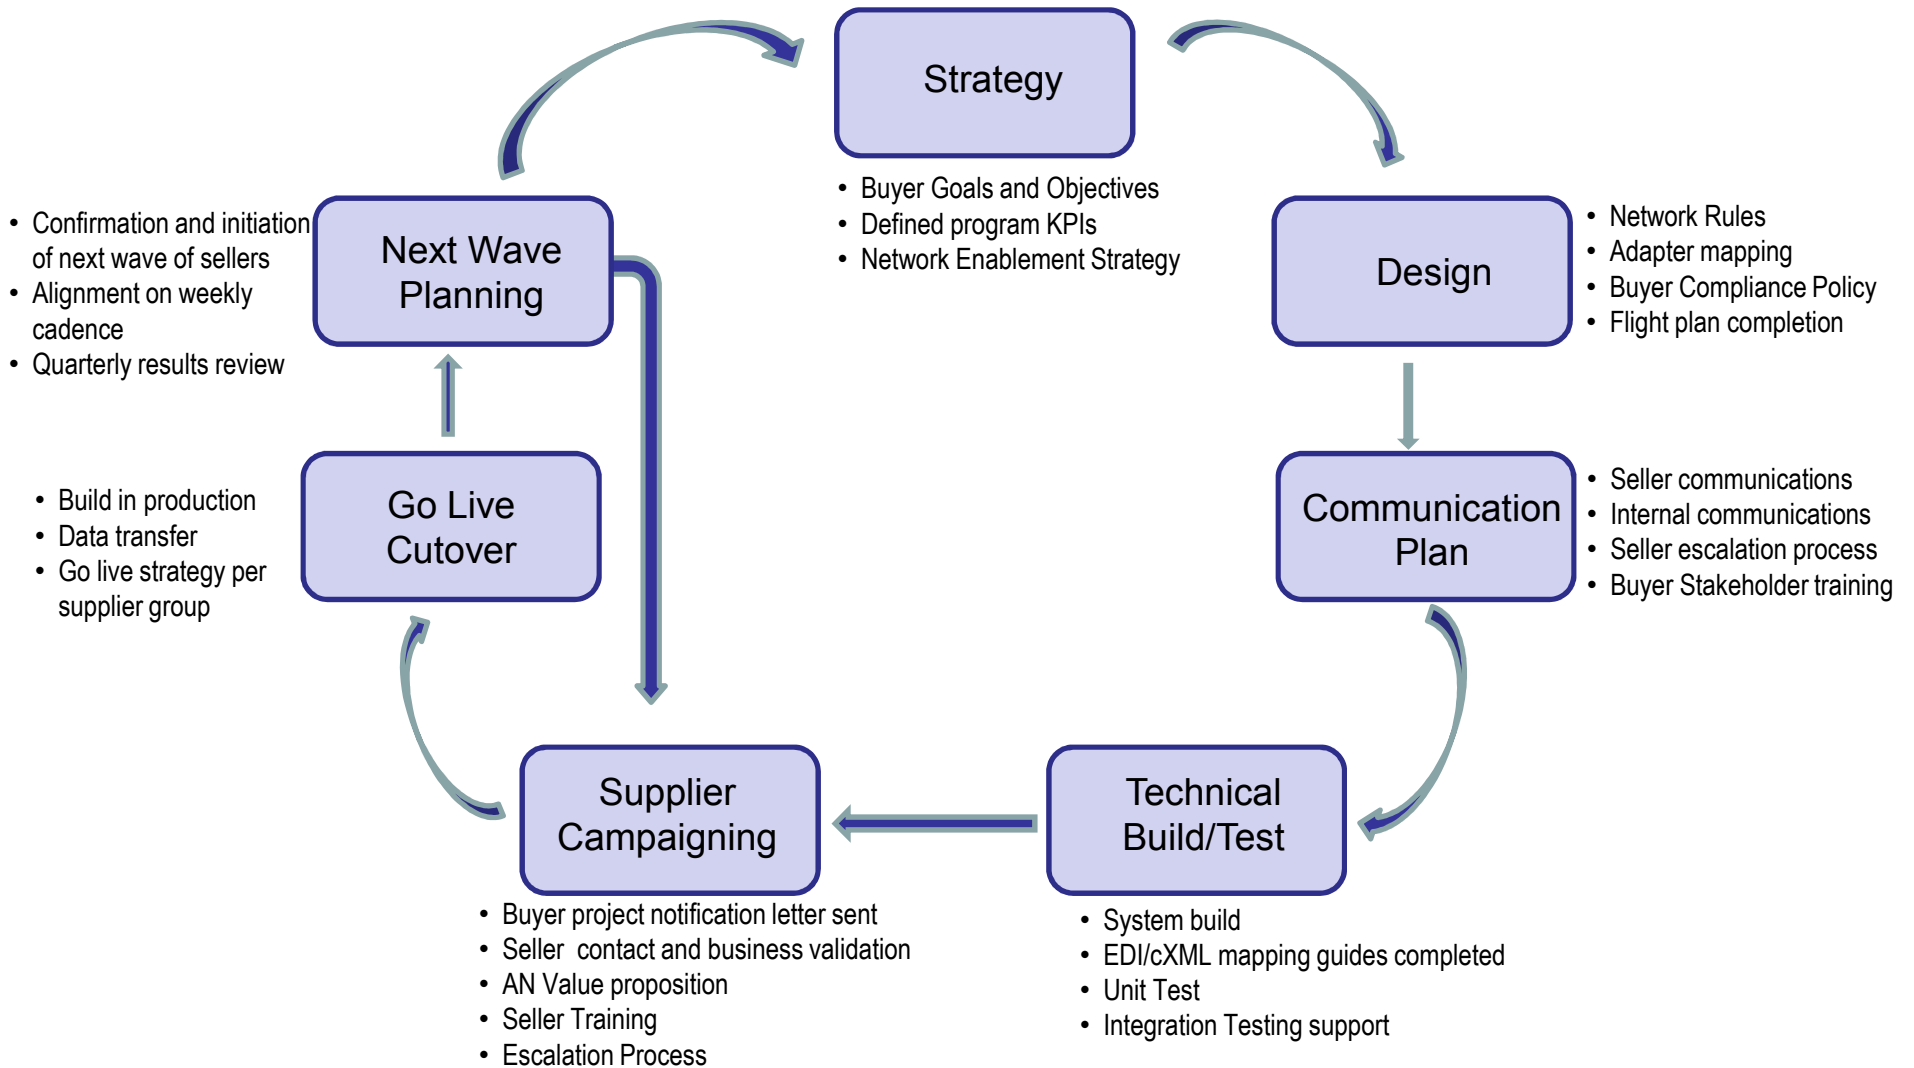 Strategy
• Buyer Goals and Objectives
• Defined program KPIs
• Network Enablement Strategy
Design
• Network Rules
• Adapter mapping
• Buyer Compliance Policy
• Flight plan completion
Communication
Plan
• Seller communications
• Internal communications
• Seller escalation process
• Buyer Stakeholder training
Technical
Build/Test
• System build
• EDI/cXML mapping guides completed
• Unit Test
• Integration Testing support
Supplier
Campaigning
• Buyer project notification letter sent
• Seller contact and business validation
• AN Value proposition
• Seller Training
• Escalation Process
Go Live
Cutover
• Build in production
• Data transfer
• Go live strategy per
supplier group
Next Wave
Planning
• Confirmation and initiation
of next wave of sellers
• Alignment on weekly
cadence
• Quarterly results review